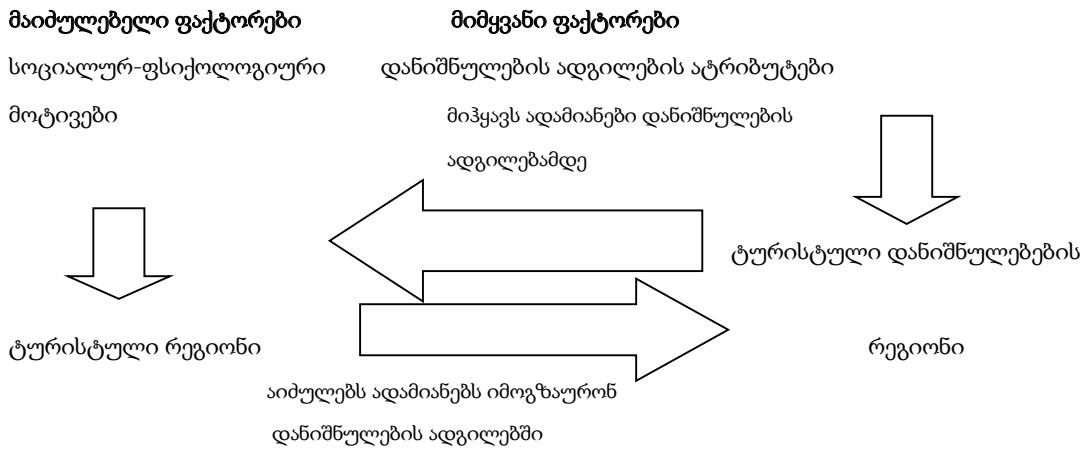 მაიძულებელი ფაქტორები
მიმყვანი ფაქტორები
სოციალურ-ფსიქოლოგიური
მოტივები
დანიშნულების ადგილების ატრიბუტები
მიჰყავს ადამიანები დანიშნულების
ადგილებამდე
ტურისტული დანიშნულებების
რეგიონი
ტურისტული რეგიონი
აიძულებს ადამიანებს იმოგზაურონ
დანიშნულების ადგილებში